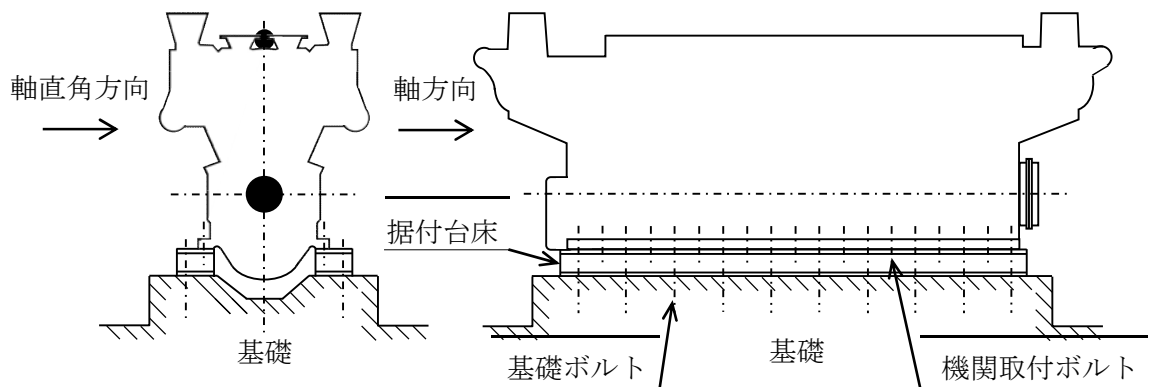 軸直角方向
軸方向
据付台床
基礎
基礎ボルト
基礎
機関取付ボルト